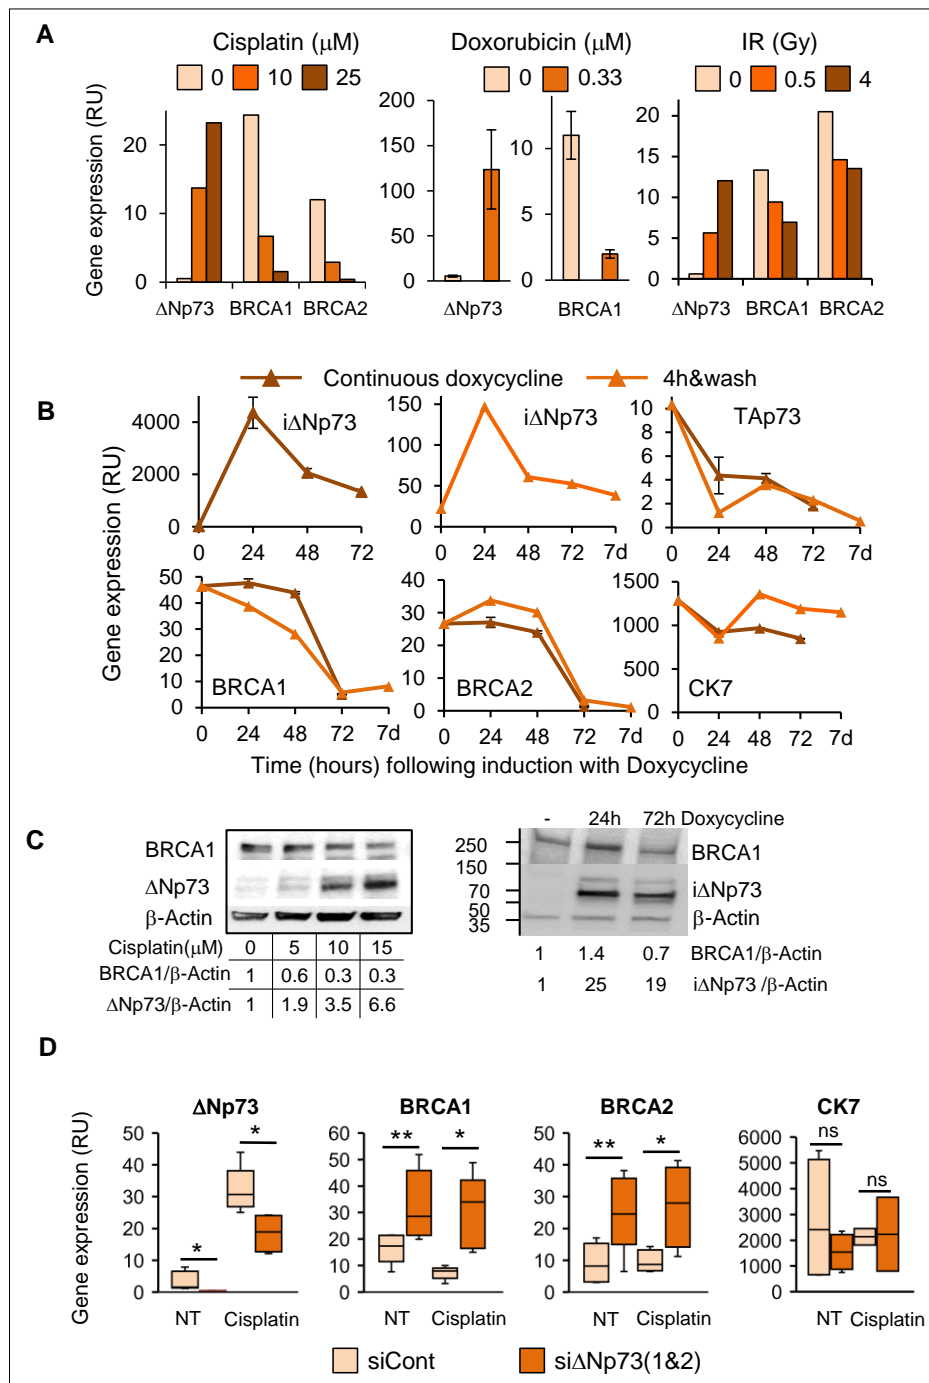 A
Cisplatin (μM)
0 10 25
Doxorubicin (μM)
0 0.33
IR (Gy)
0 0.5 4
Gene expression (RU)
20
10
0
ΔNp73 BRCA1 BRCA2
200
150
100
50
0
ΔNp73
10
5
0
BRCA1
20
15
10
5
0
ΔNp73 BRCA1 BRCA2
B
Continuous doxycycline 4h&wash
Gene expression (RU)
4000
2000
0
iΔNp73
0 24 48 72
150
100
50
0
iΔNp73
0 24 48 72 7d
10
8
6
4
2
0
TAp73
0 24 48 72 7d
50
40
30
20
10
0
BRCA1
0 24 48 72 7d
40
30
20
10
0
BRCA2
0 24 48 72 7d
1500
1000
500
0
CK7
0 24 48 72 7d
Time (hours) following induction with Doxycycline
C
BRCA1
ΔNp73
β-Actin
Cisplatin(μM) 0 5 10 15
BRCA1/β-Actin 1 0.6 0.3 0.3
ΔNp73/β-Actin 1 1.9 3.5 6.6
- 24h 72h Doxycycline
250
150
70
50
35
BRCA1
iΔNp73
β-Actin
1 1.4 0.7 BRCA1/β-Actin
1 25 19 iΔNp73 /β-Actin
D
Gene expression (RU)
ΔNp73
50
40
30
20
10
0
*
*
NT Cisplatin
BRCA1
60
50
40
30
20
10
0
** *
NT Cisplatin
BRCA2
50
40
30
20
10
0
** *
NT Cisplatin
CK7
6000
5000
4000
3000
2000
1000
0
ns
ns
NT Cisplatin
siCont siΔNp73(1&2)